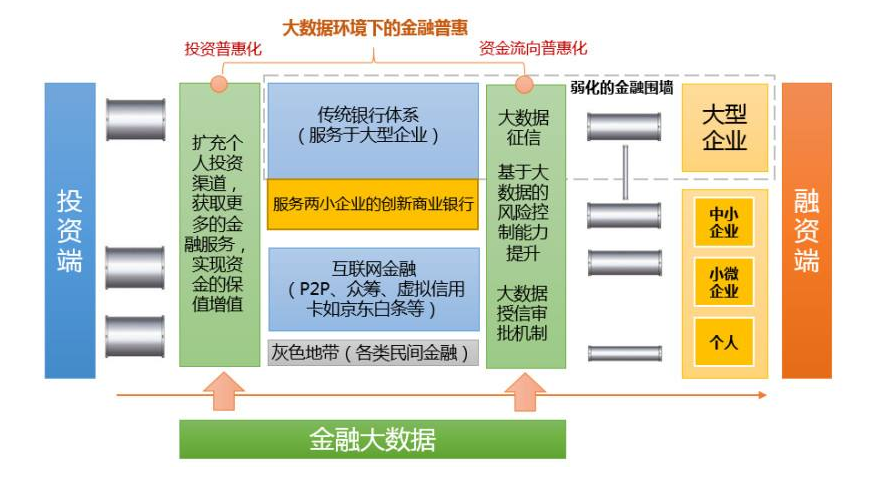 大数据环境下的金融普惠
投资普惠化
资金流向普惠化
投资端
扩充个
人投资
渠道，
获取更
多的金
融服务，
实现资
金的保
值增值
传统银行体系
（服务于大型企业）
服务两小企业的创新商业银行
互联网金融
（P2P、众筹、虚拟信用
卡如京东白条等）
灰色地带（各类民间金融）
大数据
征信
基于大
数据的
风险控
制能力
提升
大数据
授信审
批机制
弱化的金融围墙
大型
企业
中小
企业
小微
企业
个人
融资端
金融大数据